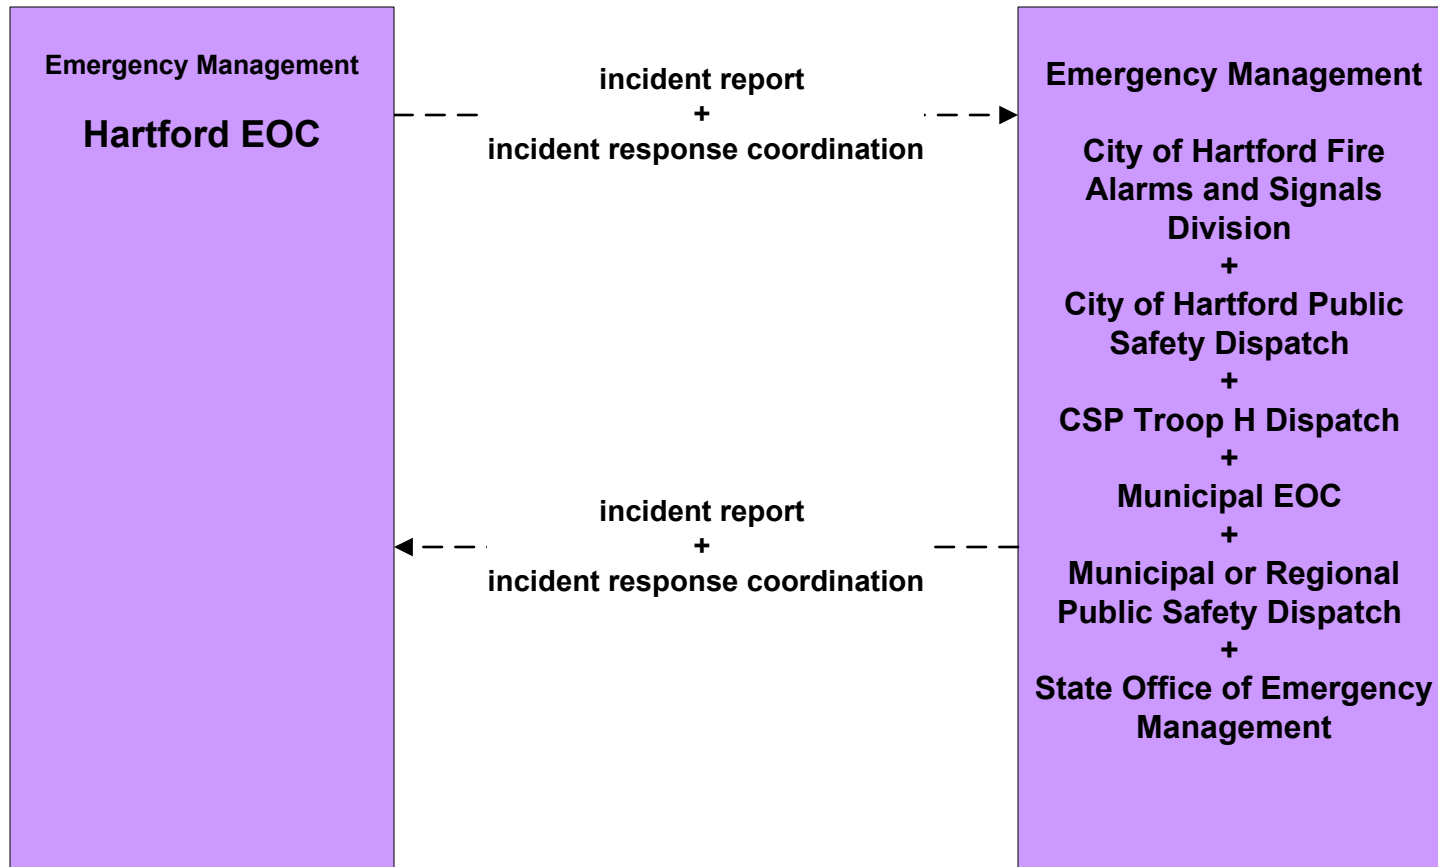 Emergency Management
Hartford EOC
incident report
+
incident response coordination
incident report
+
incident response coordination
Emergency Management
City of Hartford Fire
Alarms and Signals
Division
+
City of Hartford Public
Safety Dispatch
+
CSP Troop H Dispatch
+
Municipal EOC
+
Municipal or Regional
Public Safety Dispatch
+
State Office of Emergency
Management